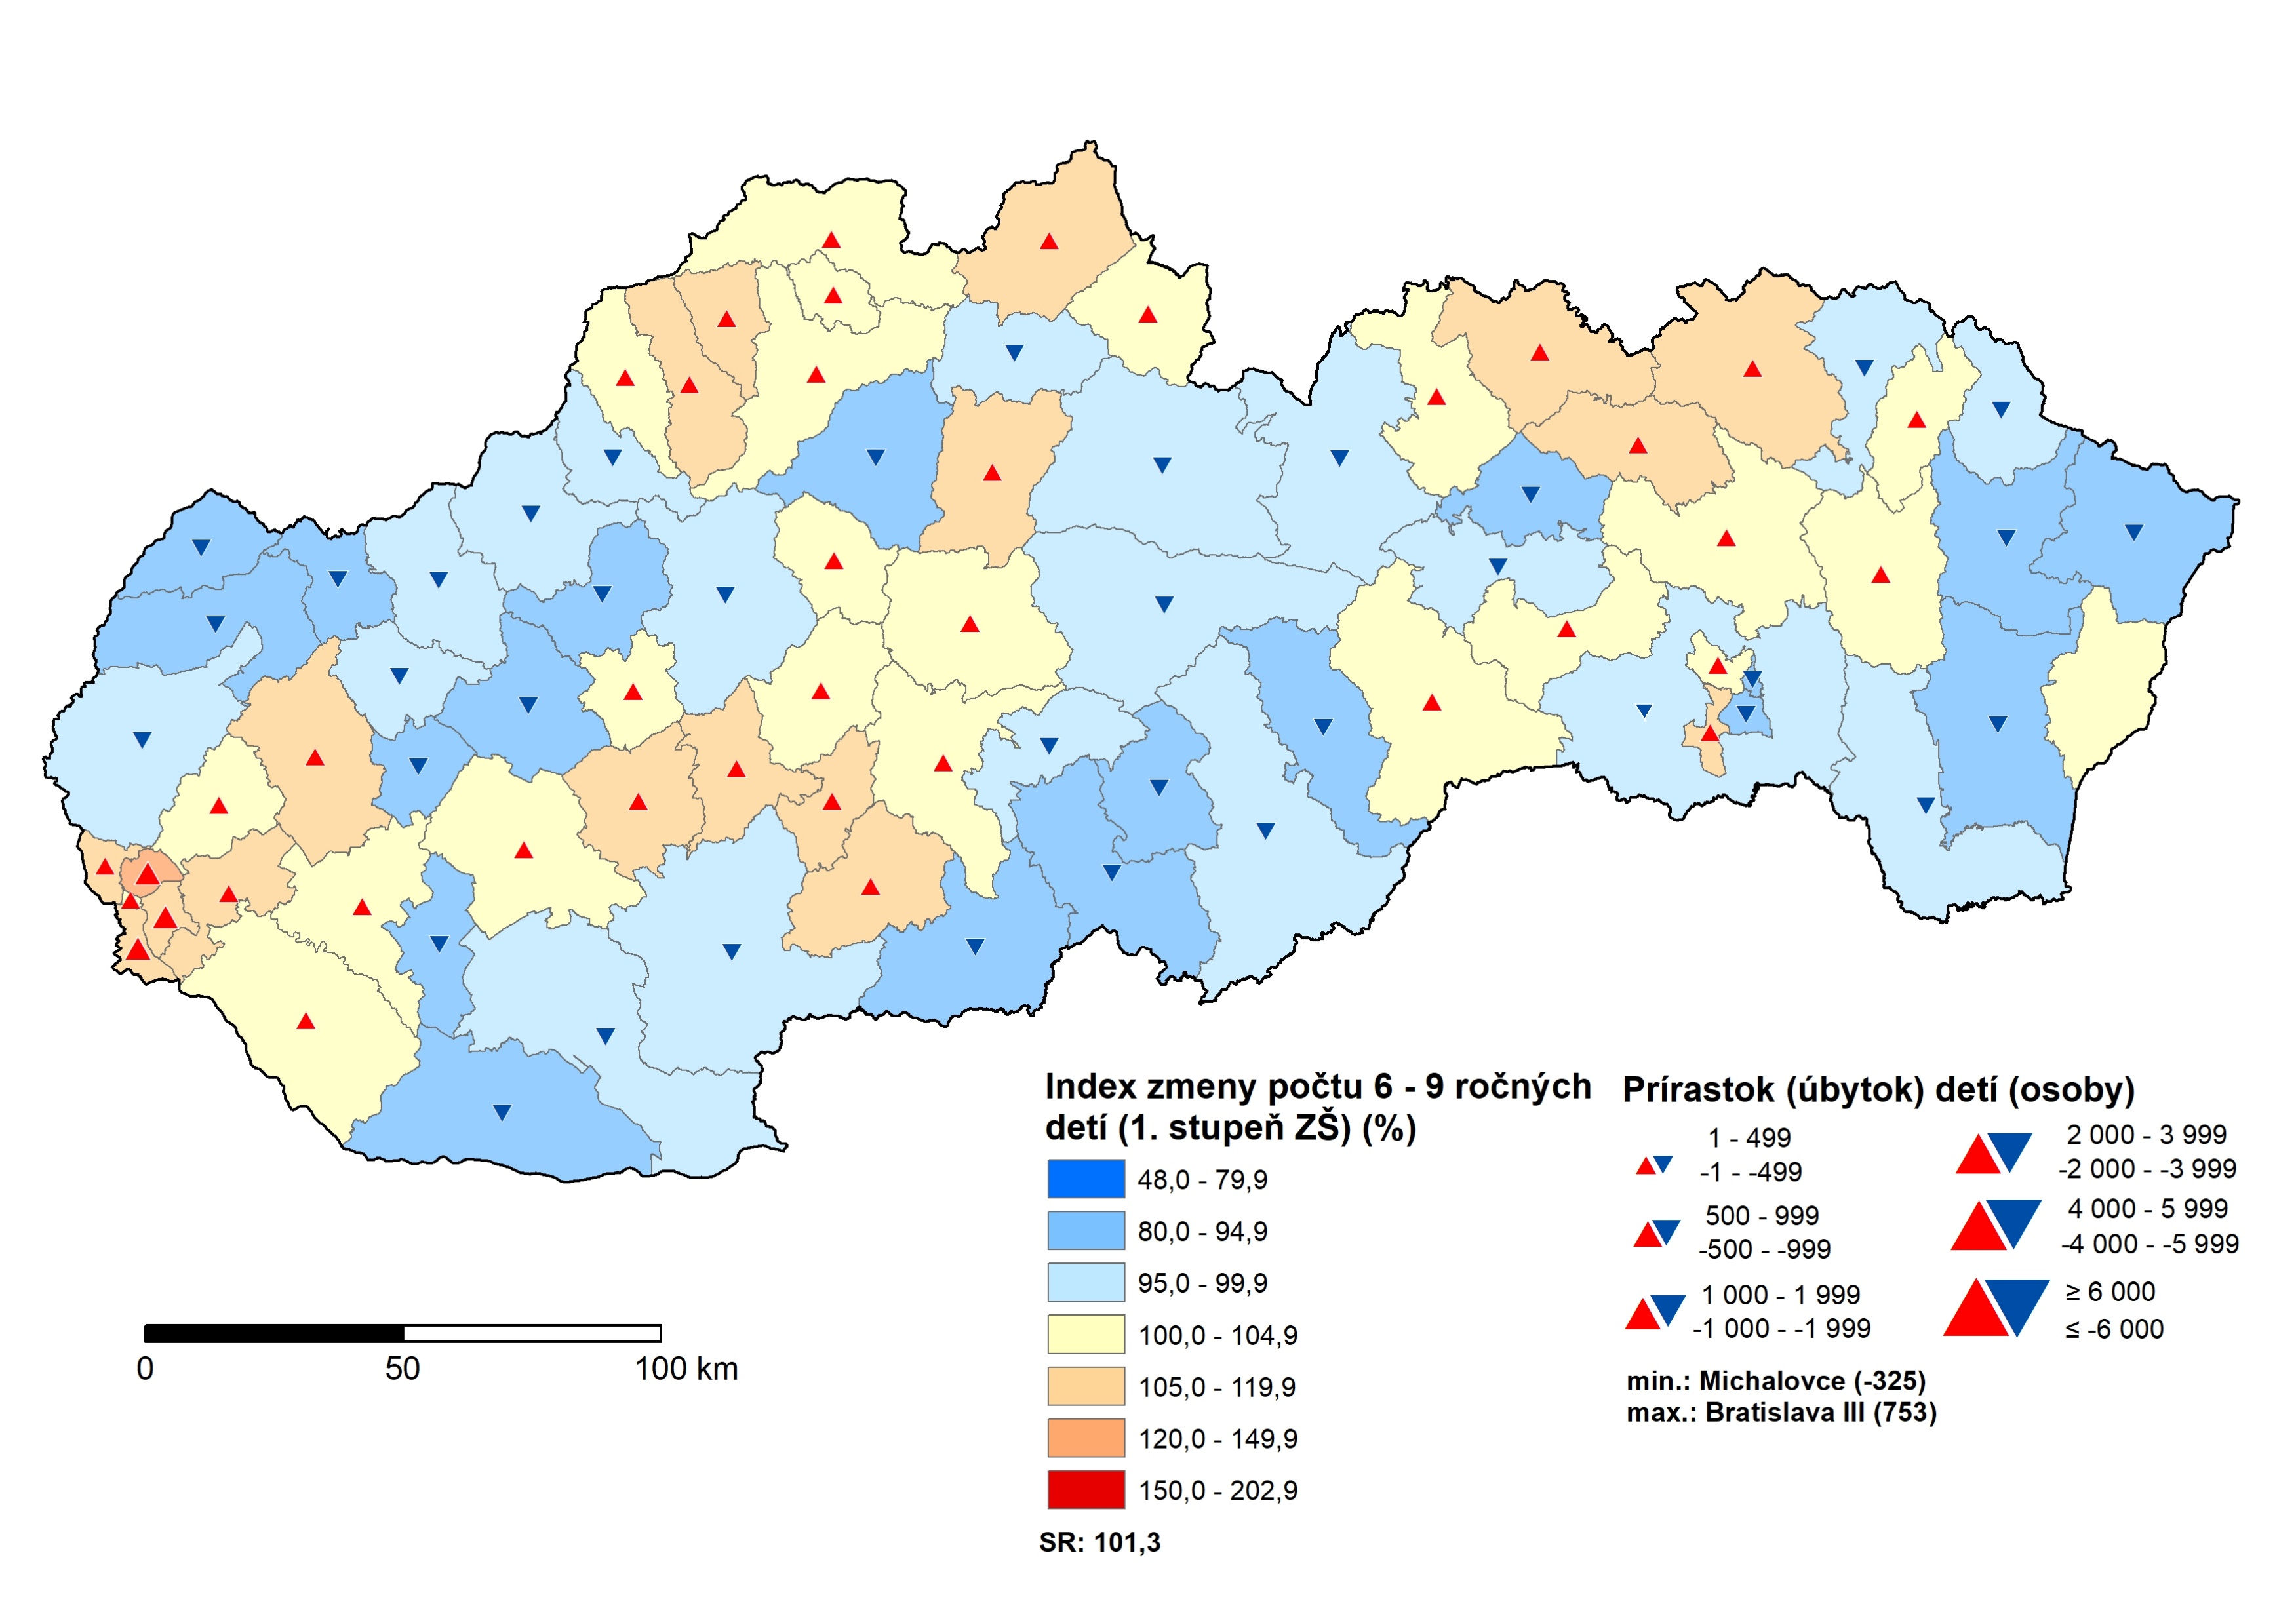 Index zmeny počtu 6 - 9 ročných
detí (1. stupeň ZŠ) (%)
48,0 - 79,9
80,0 - 94,9
95,0 - 99,9
100,0 - 104,9
105,0 - 119,9
120,0 - 149,9
150,0 - 202,9
SR: 101,3
Prírastok (úbytok) detí (osoby)
1 - 499
-1 - -499
500 - 999
-500 - -999
1 000 - 1 999
-1 000 - -1 999
2 000 - 3 999
-2 000 - -3 999
4 000 - 5 999
-4 000 - -5 999
≥ 6 000
≤ -6 000
min.: Michalovce (-325)
max.: Bratislava III (753)
0 50 100 km